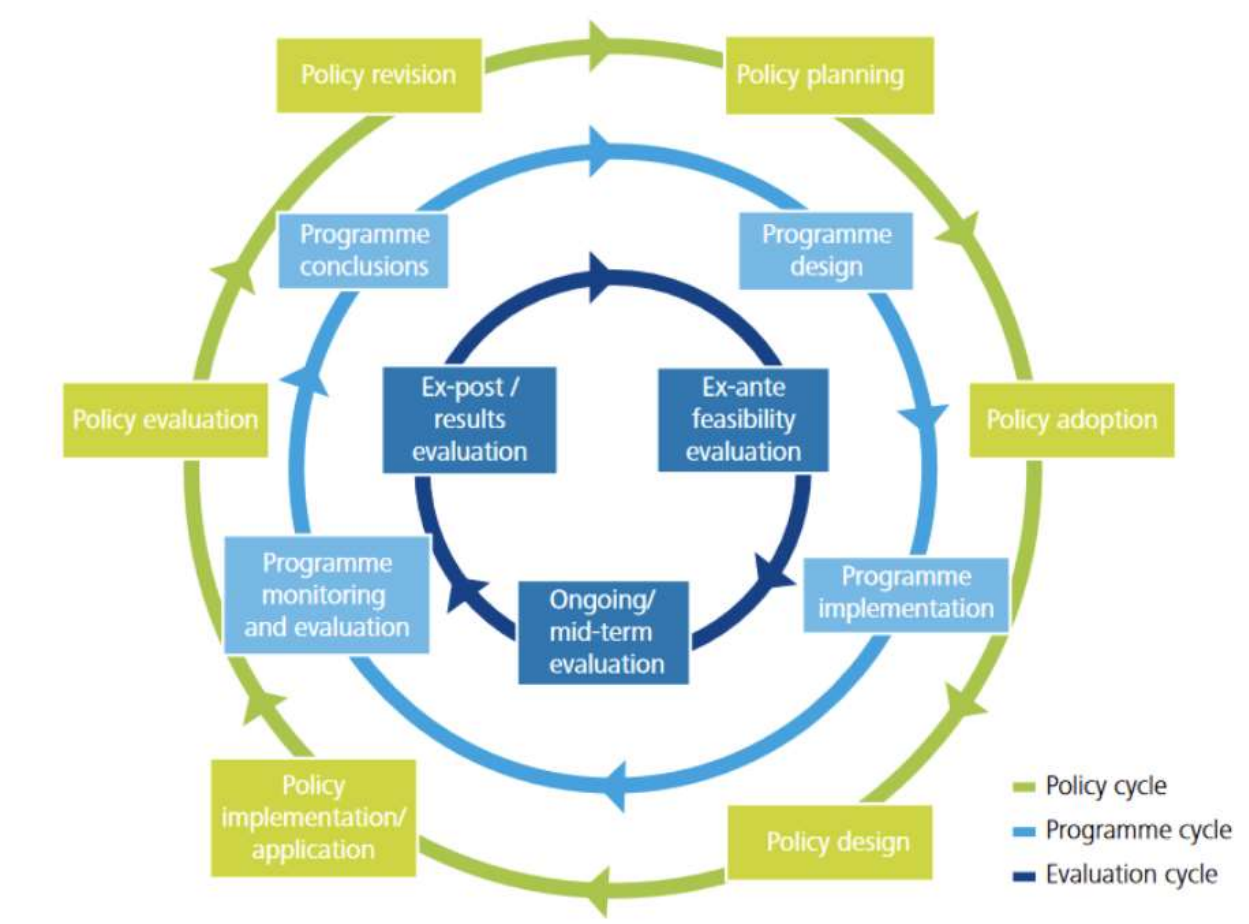 Policy revision
Policy planning
Programme
conclusions
Programme
design
Ex-post /
results
evaluation
Ex-ante
feasibility
evaluation
Policy evaluation
Policy adoption
Programme
monitoring
and evaluation
Ongoing/
mid-term
evaluation
Programme
implementation
Policy
implementation/
application
Policy design
Policy cycle
Programme cycle
Evaluation cycle